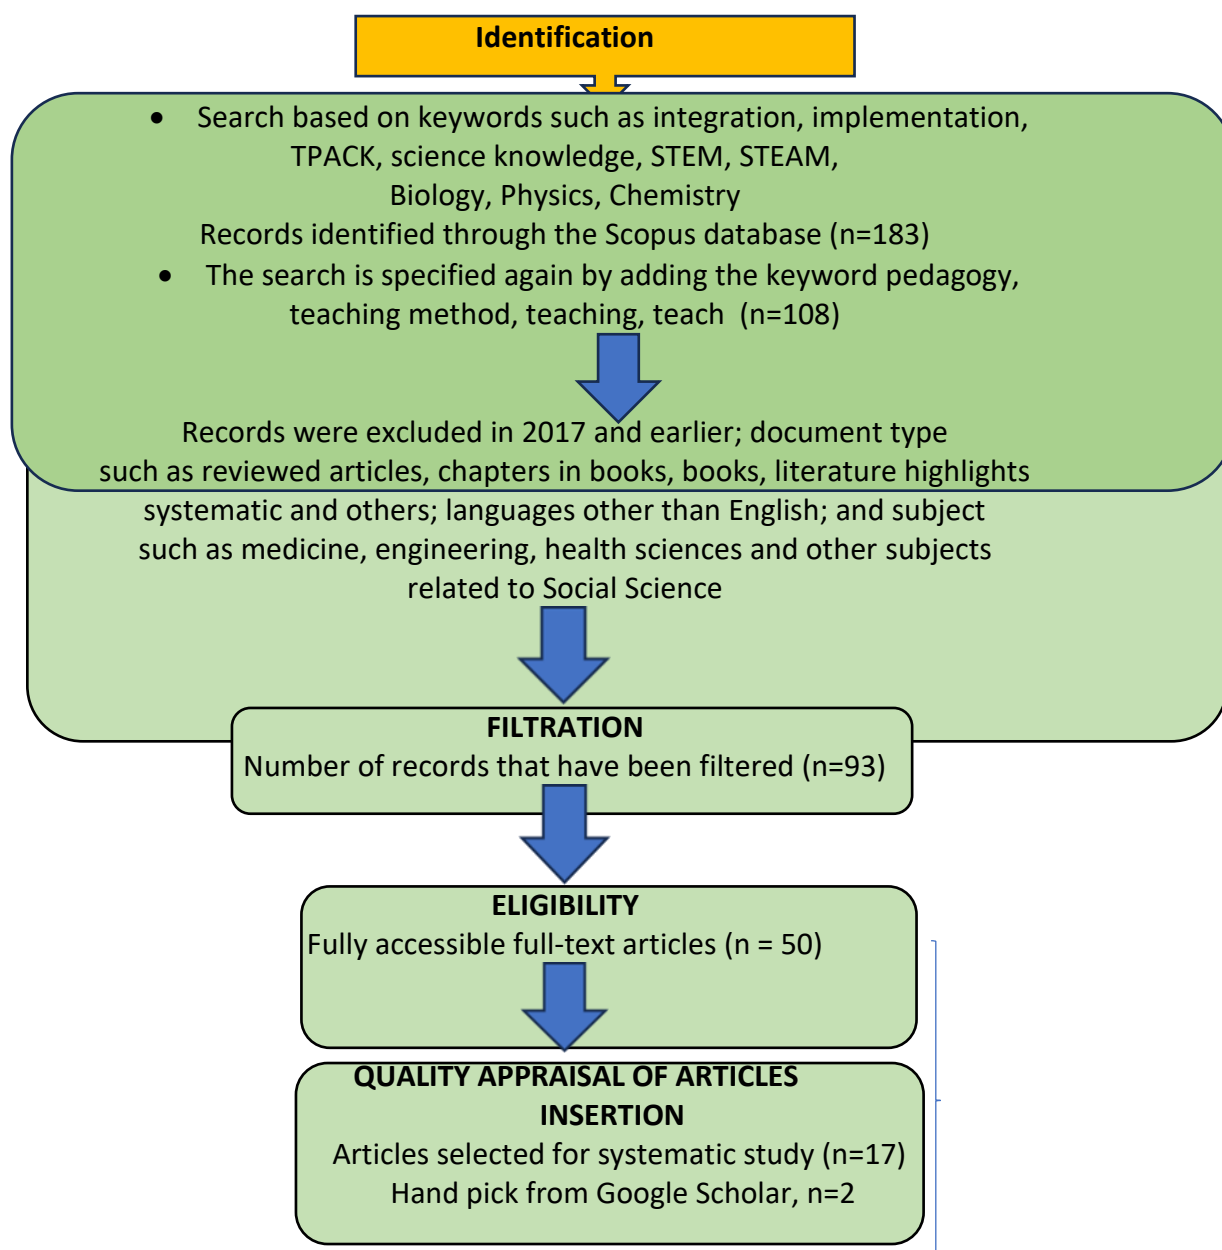 Identification
• Search based on keywords such as integration, implementation,
TPACK, science knowledge, STEM, STEAM,
Biology, Physics, Chemistry
Records identified through the Scopus database (n=183)
• The search is specified again by adding the keyword pedagogy,
teaching method, teaching, teach (n=108)
Records were excluded in 2017 and earlier; document type
such as reviewed articles, chapters in books, books, literature highlights
systematic and others; languages other than English; and subject
such as medicine, engineering, health sciences and other subjects
related to Social Science
FILTRATION
Number of records that have been filtered (n=93)
ELIGIBILITY
Fully accessible full-text articles (n = 50)
QUALITY APPRAISAL OF ARTICLES
INSERTION
Articles selected for systematic study (n=17)
Hand pick from Google Scholar, n=2